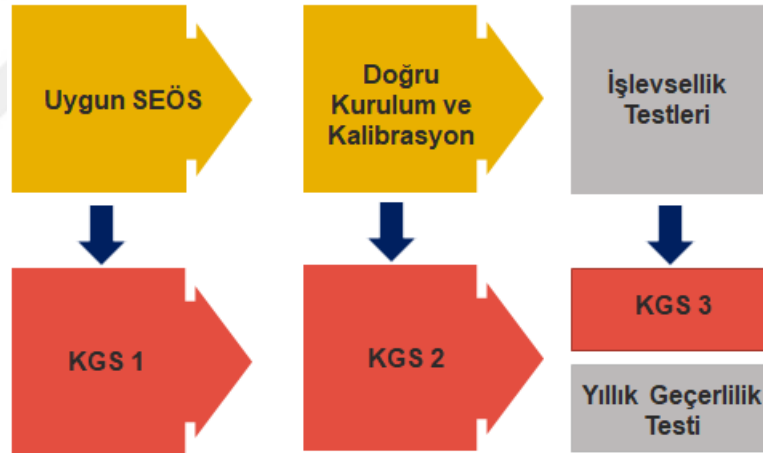 Uygun SEÖS
Doğru
Kurulum ve
Kalibrasyon
İşlevsellik
Testleri
KGS 1
KGS 2
KGS 3
Yıllık Geçerlilik
Testi